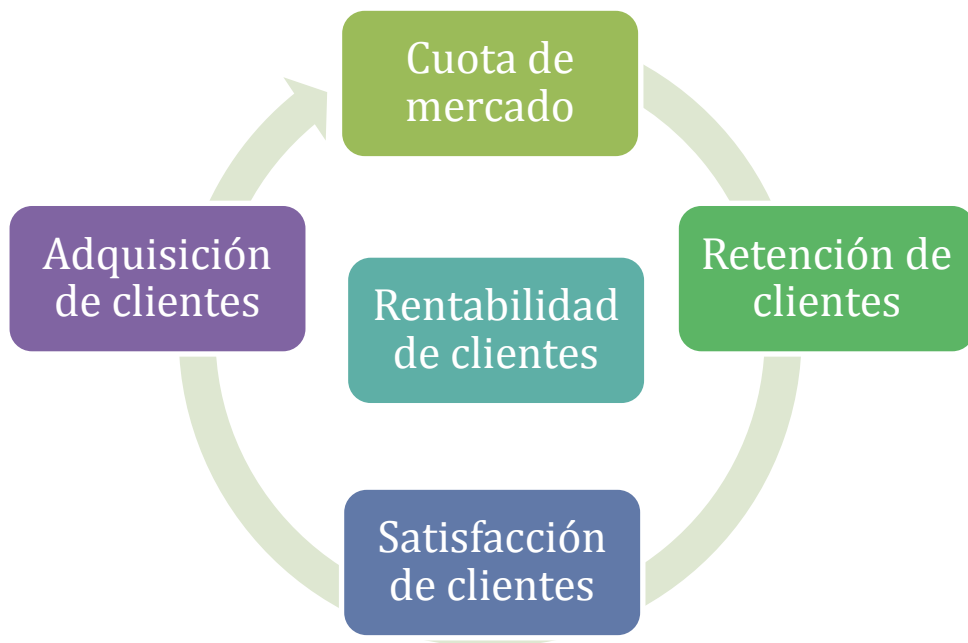 Cuota de
mercado
Retención de
clientes
Satisfacción
de clientes
Adquisición
de clientes
Rentabilidad
de clientes